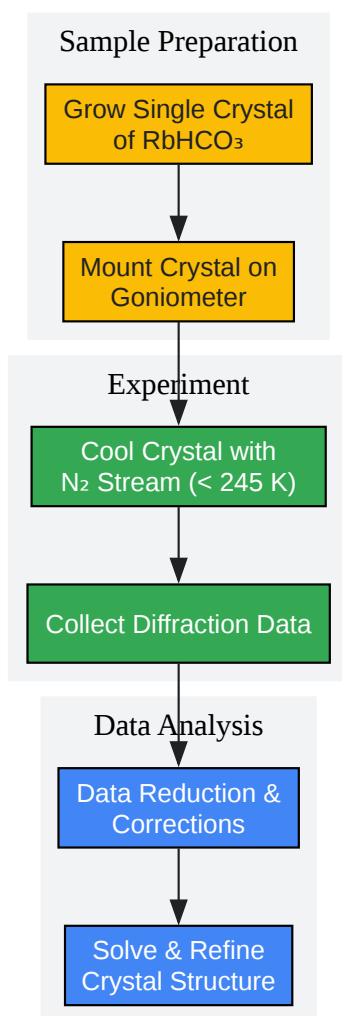 Sample Preparation
Grow Single Crystal
of RbHCO₃
Mount Crystal on
Goniometer
Experiment
Cool Crystal with
N₂ Stream (< 245 K)
Collect Diffraction Data
Data Analysis
Data Reduction &
Corrections
Solve & Refine
Crystal Structure